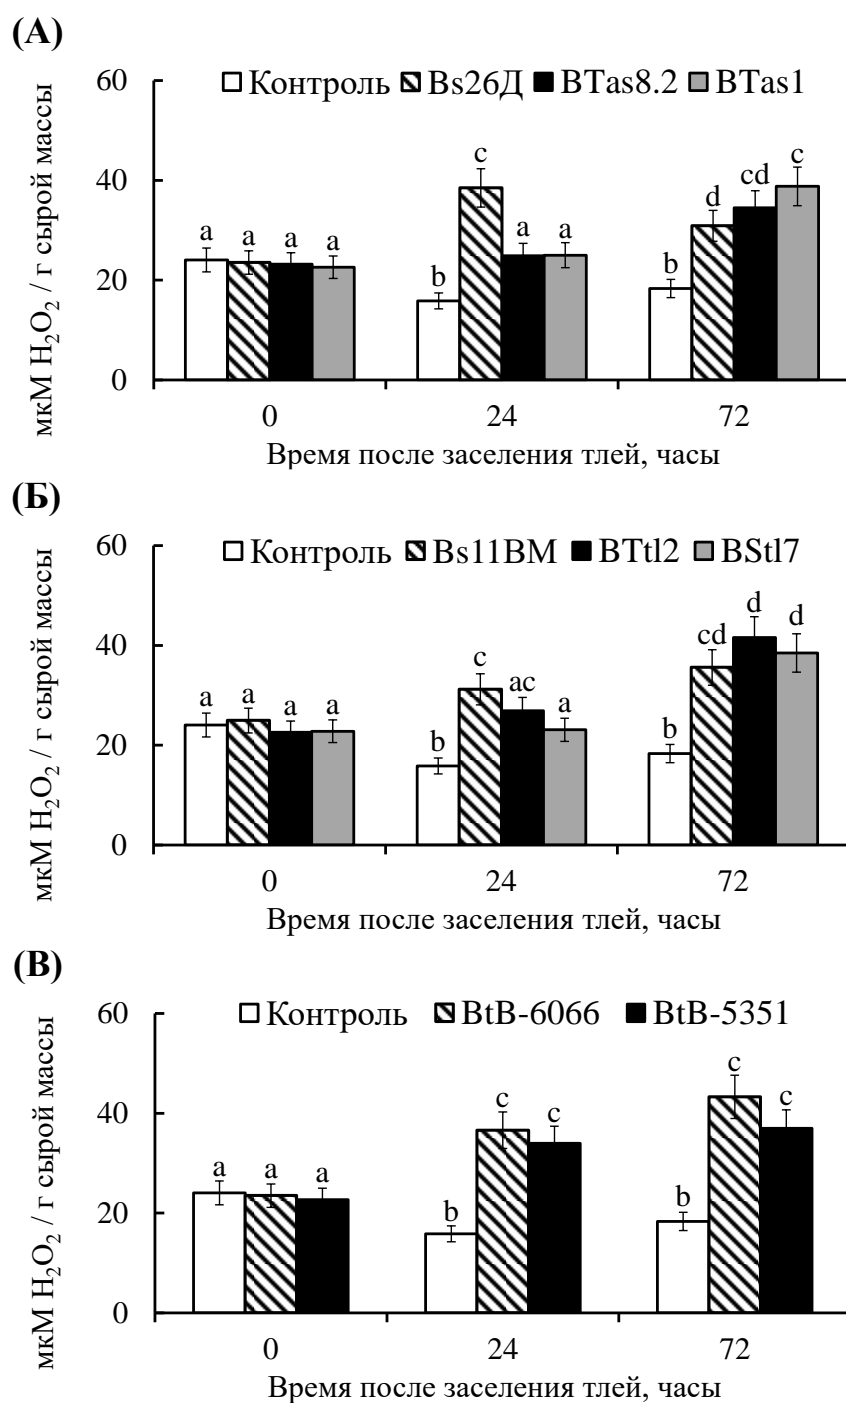 (А)
мкМ H₂O₂ / г сырой массы
60
40
20
0
Контроль Bs26Д BTas8.2 BTas1
a a a a
b c a a
b d cd c
0 24 72
Время после заселения тлей, часы
(Б)
мкМ H₂O₂ / г сырой массы
60
40
20
0
Контроль Bs11ВМ BTtl2 BStl7
a a a a
b c ac a
b cd d d
0 24 72
Время после заселения тлей, часы
(В)
мкМ H₂O₂ / г сырой массы
60
40
20
0
Контроль BtB-6066 BtB-5351
a a a
b c c
b c c
0 24 72
Время после заселения тлей, часы